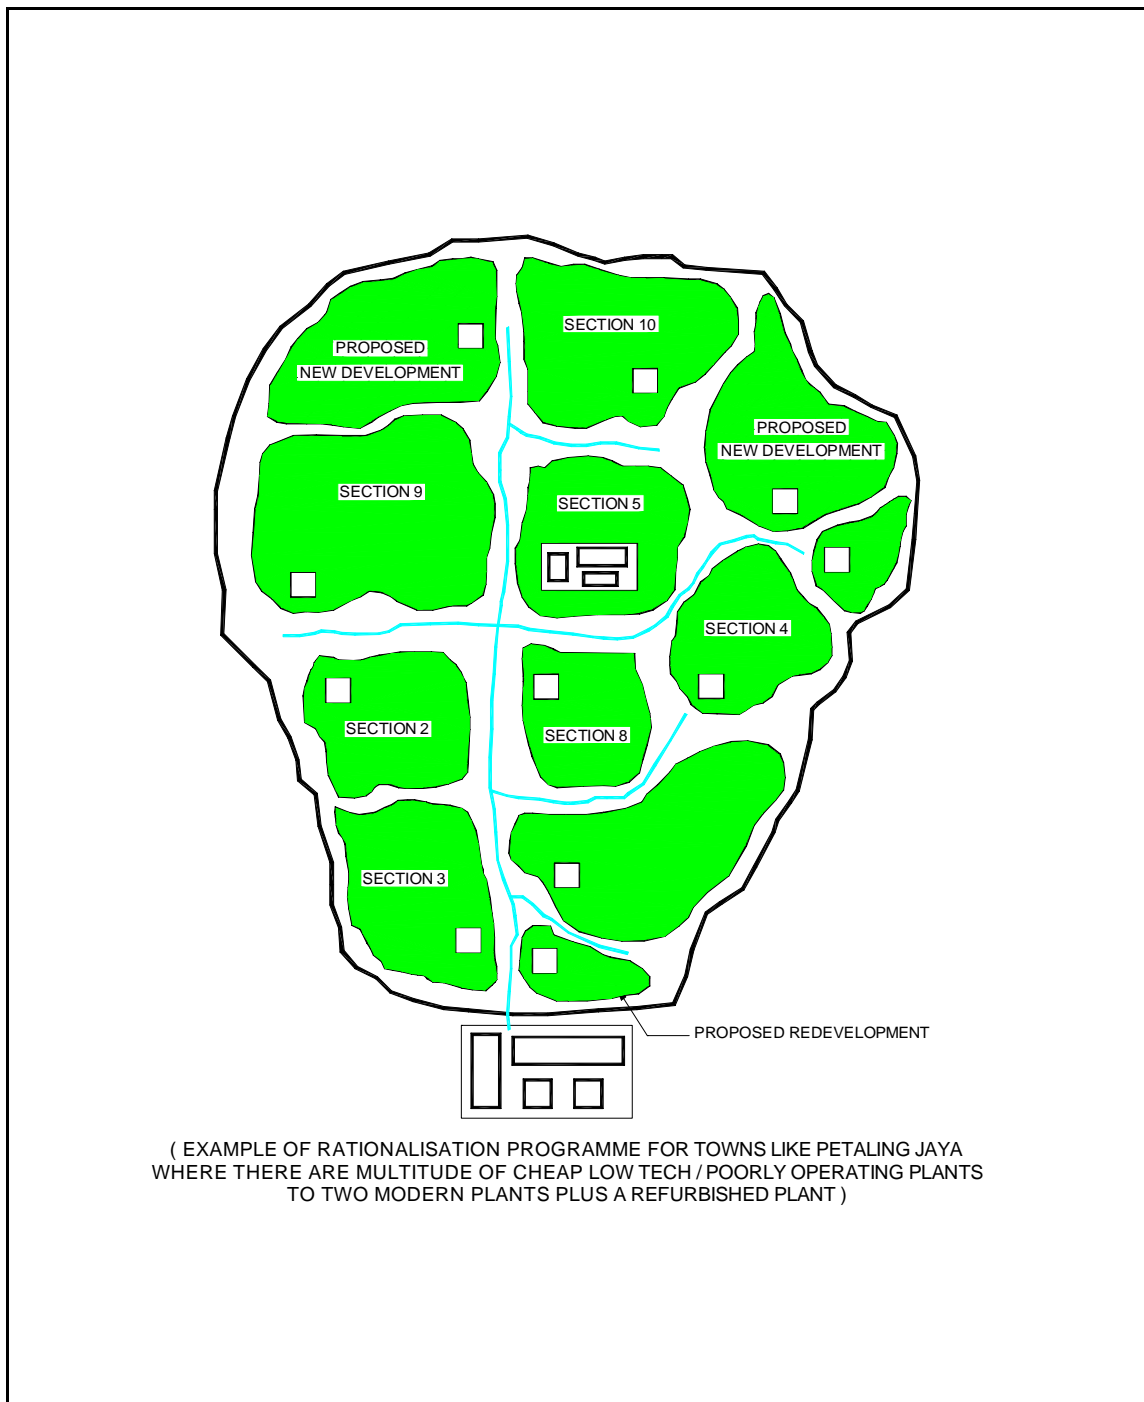 PROPOSED
NEW DEVELOPMENT
SECTION 10
PROPOSED
NEW DEVELOPMENT
SECTION 9
SECTION 5
SECTION 4
SECTION 2
SECTION 8
SECTION 3
PROPOSED REDEVELOPMENT
( EXAMPLE OF RATIONALISATION PROGRAMME FOR TOWNS LIKE PETALING JAYA
WHERE THERE ARE MULTITUDE OF CHEAP LOW TECH / POORLY OPERATING PLANTS
TO TWO MODERN PLANTS PLUS A REFURBISHED PLANT )